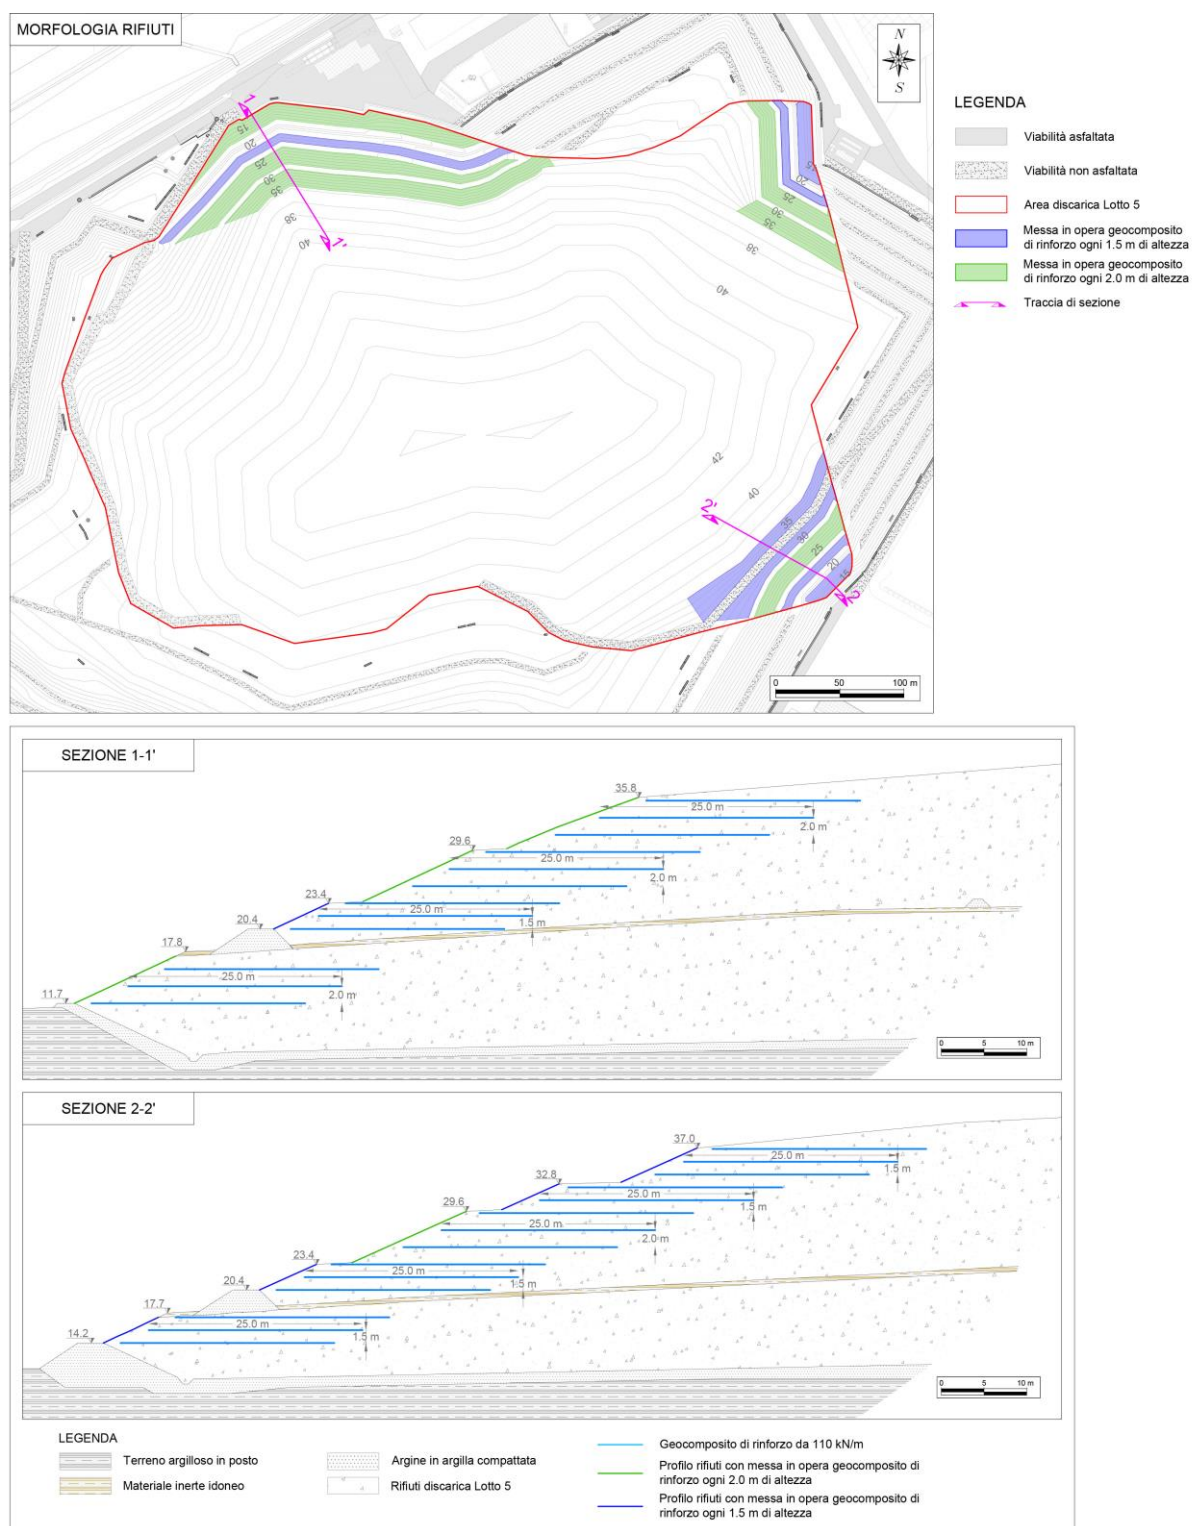 MORFOLOGIA RIFIUTI
N
S
LEGENDA
Viabilità asfaltata
Viabilità non asfaltata
Area discarica Lotto 5
Messa in opera geocomposito
di rinforzo ogni 1.5 m di altezza
Messa in opera geocomposito
di rinforzo ogni 2.0 m di altezza
Traccia di sezione
1
15
20
25
30
35
38
40
1'
15
20
25
30
35
38
40
42
40
2'
35
30
25
20
15
2
0 50 100 m
SEZIONE 1-1'
35.8
25.0 m
2.0 m
29.6
25.0 m
2.0 m
23.4
25.0 m
1.5 m
20.4
17.8
25.0 m
2.0 m
11.7
0 5 10 m
SEZIONE 2-2'
37.0
25.0 m
1.5 m
32.8
25.0 m
1.5 m
29.6
25.0 m
2.0 m
23.4
25.0 m
1.5 m
20.4
17.7
25.0 m
1.5 m
14.2
0 5 10 m
LEGENDA
Terreno argilloso in posto
Materiale inerte idoneo
Argine in argilla compattata
Rifiuti discarica Lotto 5
Geocomposito di rinforzo da 110 kN/m
Profilo rifiuti con messa in opera geocomposito di
rinforzo ogni 2.0 m di altezza
Profilo rifiuti con messa in opera geocomposito di
rinforzo ogni 1.5 m di altezza